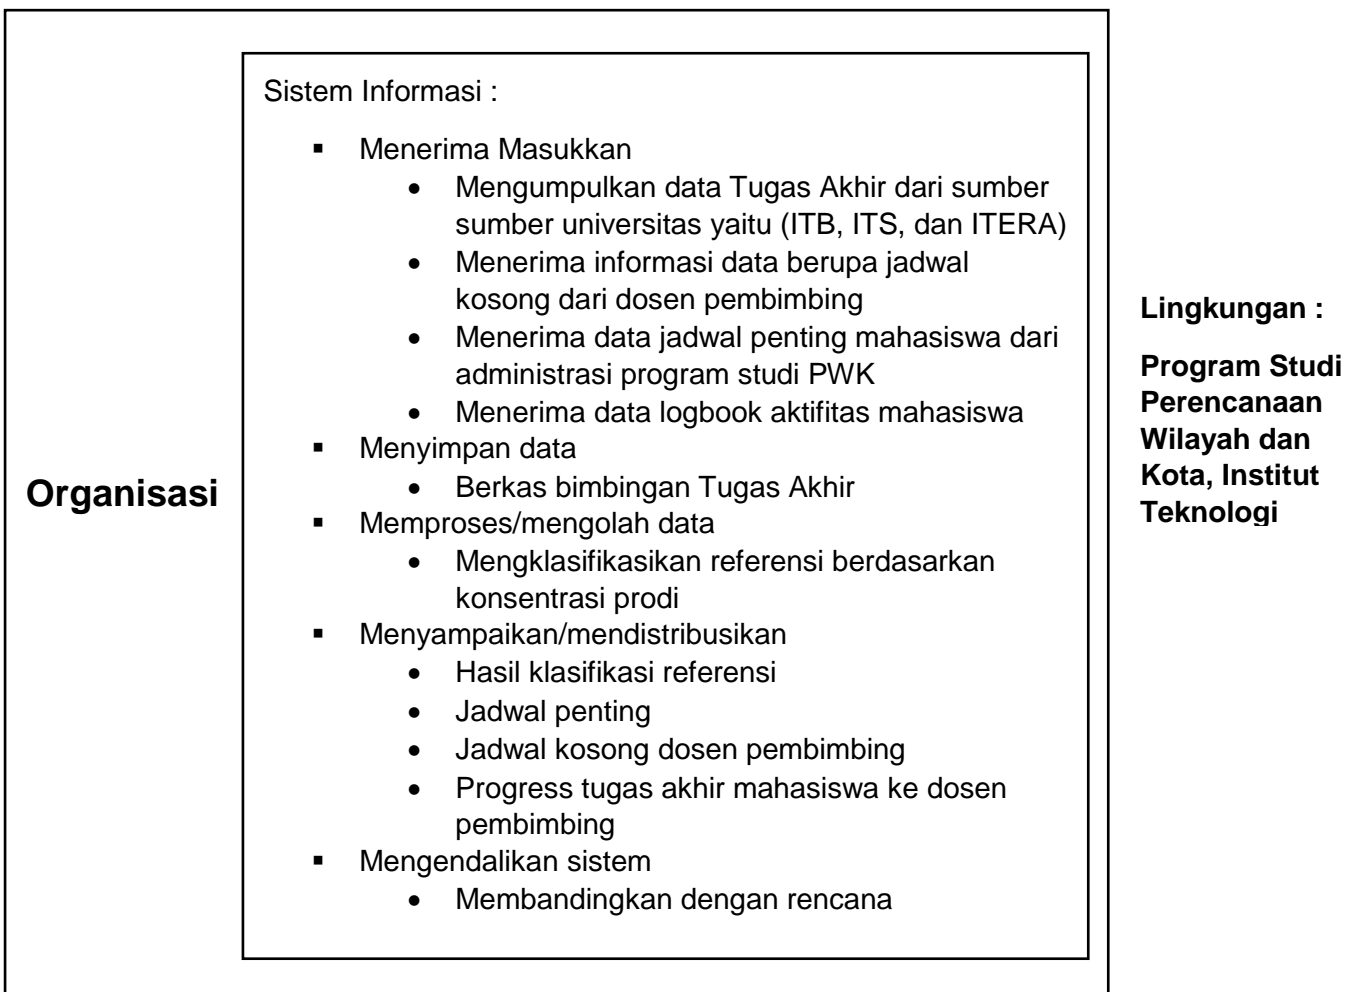 Sistem Informasi :
▪ Menerima Masukkan
• Mengumpulkan data Tugas Akhir dari sumber
sumber universitas yaitu (ITB, ITS, dan ITERA)
• Menerima informasi data berupa jadwal
kosong dari dosen pembimbing
• Menerima data jadwal penting mahasiswa dari
administrasi program studi PWK
• Menerima data logbook aktifitas mahasiswa
▪ Menyimpan data
• Berkas bimbingan Tugas Akhir
▪ Memproses/mengolah data
• Mengklasifikasikan referensi berdasarkan
konsentrasi prodi
▪ Menyampaikan/mendistribusikan
• Hasil klasifikasi referensi
• Jadwal penting
• Jadwal kosong dosen pembimbing
• Progress tugas akhir mahasiswa ke dosen
pembimbing
▪ Mengendalikan sistem
• Membandingkan dengan rencana
Organisasi
Lingkungan :
Program Studi
Perencanaan
Wilayah dan
Kota, Institut
Teknologi